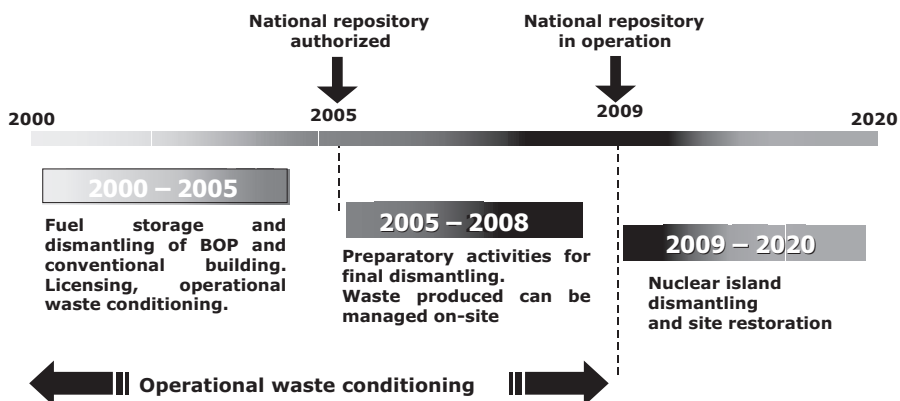 National repository
authorized
National repository
in operation
2000
2005
2009
2020
2000 – 2005
Fuel storage and
dismantling of BOP and
conventional building.
Licensing, operational
waste conditioning.
2005 – 2008
Preparatory activities for
final dismantling.
Waste produced can be
managed on-site
2009 – 2020
Nuclear island
dismantling
and site restoration
Operational waste conditioning